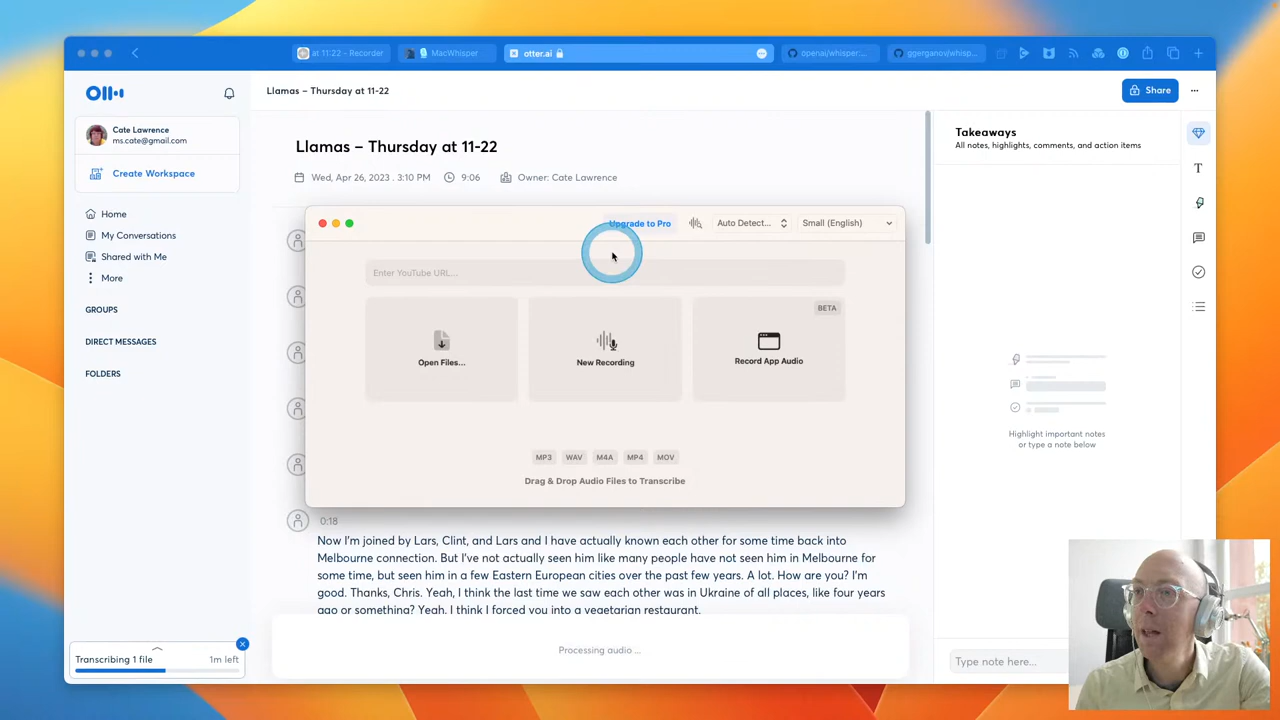 at 11:22 - Recorder
MacWhisper
otter.ai
openai/whisper:...
ggerganov/whisp...
Llamas – Thursday at 11-22
Share
Cate Lawrence
ms.cate@gmail.com
Create Workspace
Home
My Conversations
Shared with Me
More
GROUPS
DIRECT MESSAGES
FOLDERS
Transcribing 1 file
1m left
Llamas – Thursday at 11-22
Wed, Apr 26, 2023 . 3:10 PM
9:06
Owner: Cate Lawrence
Upgrade to Pro
Auto Detect...
Small (English)
Enter YouTube URL...
Open Files...
New Recording
BETA
Record App Audio
MP3
WAV
M4A
MP4
MOV
Drag & Drop Audio Files to Transcribe
0:18
Now I'm joined by Lars, Clint, and Lars and I have actually known each other for some time back into
Melbourne connection. But I've not actually seen him like many people have not seen him in Melbourne for
some time, but seen him in a few Eastern European cities over the past few years. A lot. How are you? I'm
good. Thanks, Chris. Yeah, I think the last time we saw each other was in Ukraine of all places, like four years
ago or something? Yeah. I think I forced you into a vegetarian restaurant.
Processing audio ...
Takeaways
All notes, highlights, comments, and action items
T
Highlight important notes
or type a note below
Type note here...